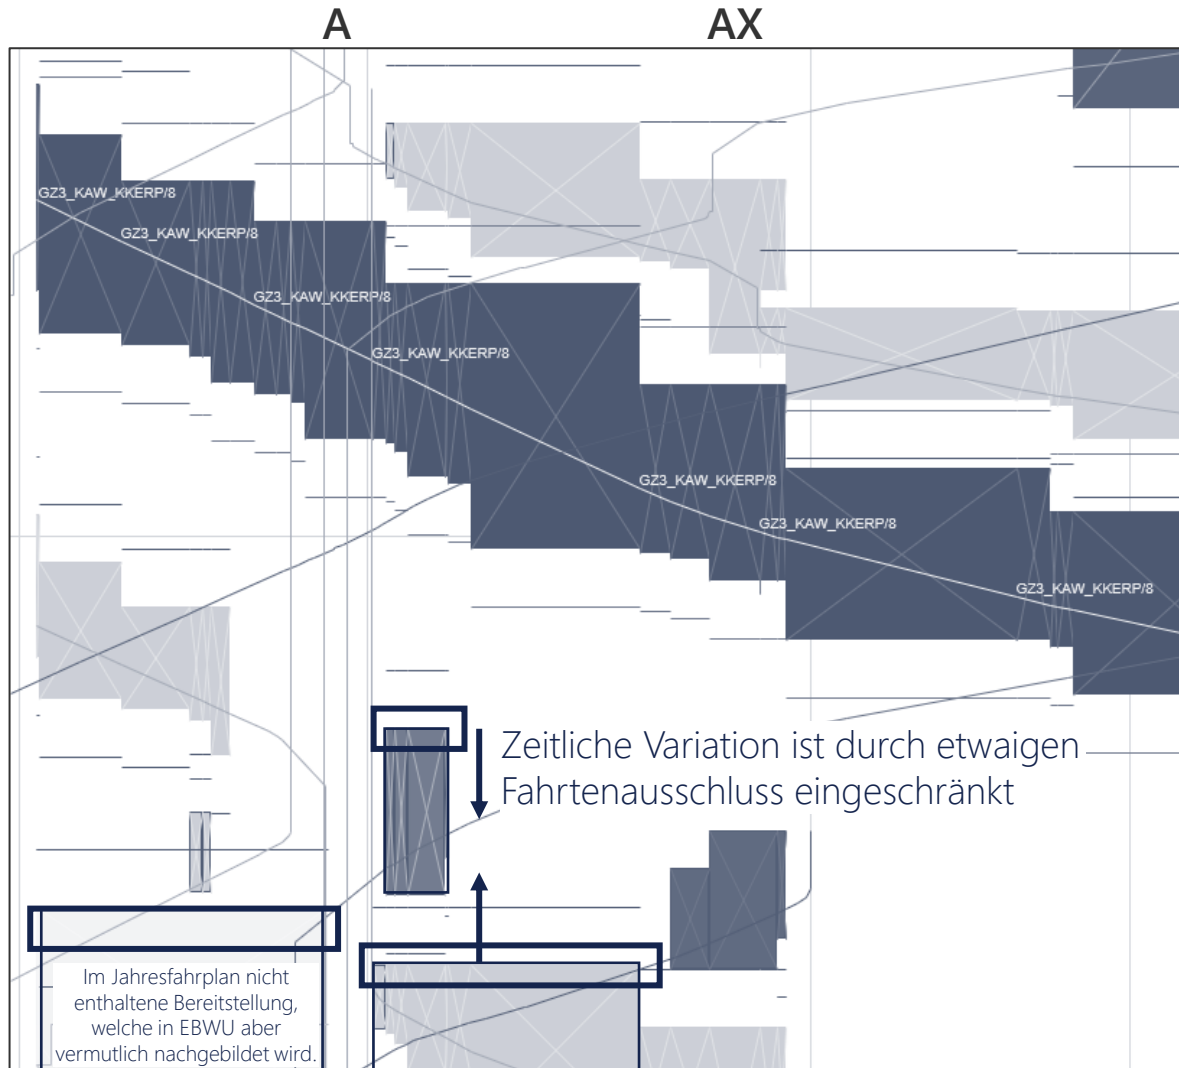 A
AX
GZ3_KAW_KKERP/8
GZ3_KAW_KKERP/8
GZ3_KAW_KKERP/8
GZ3_KAW_KKERP/8
GZ3_KAW_KKERP/8
GZ3_KAW_KKERP/8
GZ3_KAW_KKERP/8
Zeitliche Variation ist durch etwaigen
Fahrtenausschluss eingeschränkt
Im Jahresfahrplan nicht
enthaltene Bereitstellung,
welche in EBWU aber
vermutlich nachgebildet wird.